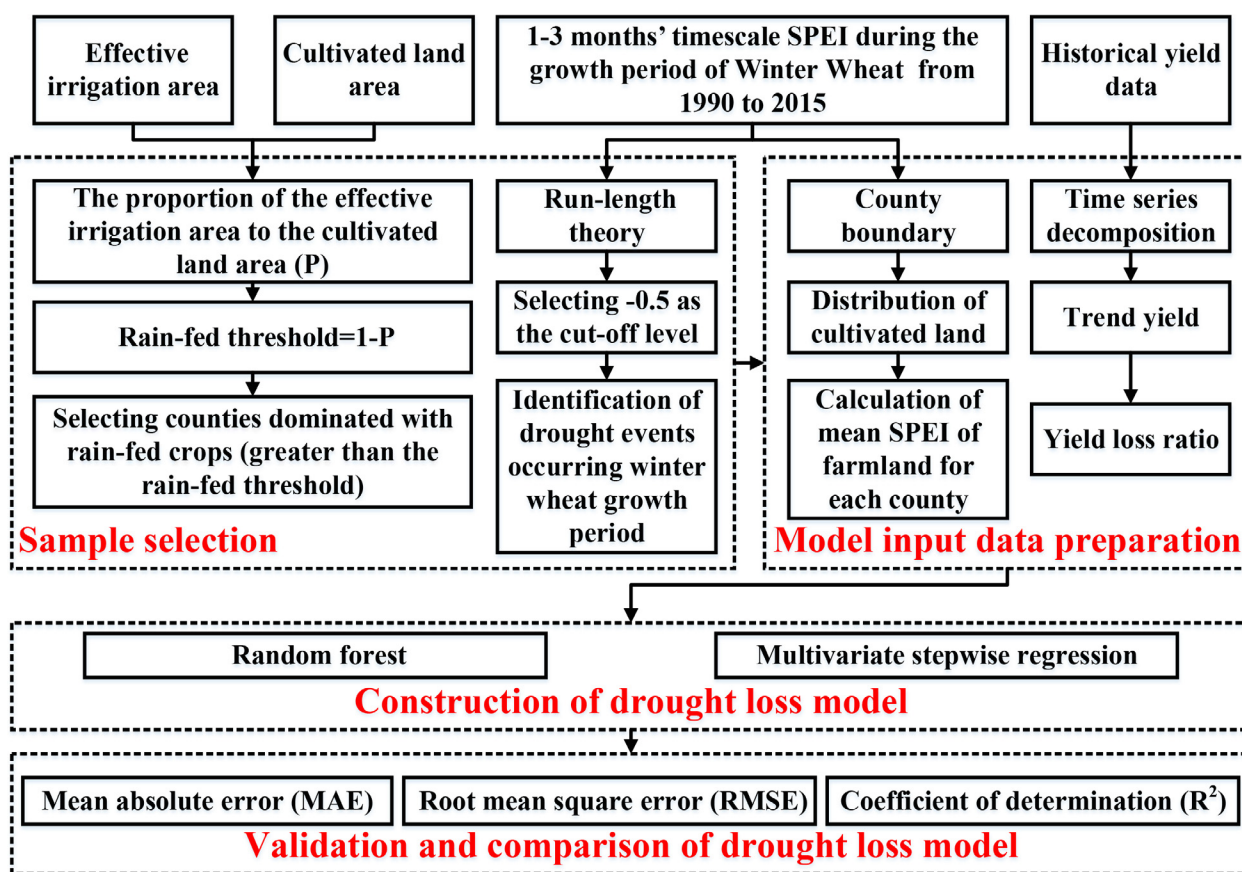 Effective
irrigation area
Cultivated land
area
1-3 months’ timescale SPEI during the
growth period of Winter Wheat from
1990 to 2015
Historical yield
data
The proportion of the effective
irrigation area to the cultivated
land area (P)
Rain-fed threshold=1-P
Selecting counties dominated with
rain-fed crops (greater than the
rain-fed threshold)
Run-length
theory
Selecting -0.5 as
the cut-off level
Identification of
drought events
occurring winter
wheat growth
period
Sample selection
County
boundary
Distribution of
cultivated land
Calculation of
mean SPEI of
farmland for
each county
Time series
decomposition
Trend yield
Yield loss ratio
Model input data preparation
Random forest
Multivariate stepwise regression
Construction of drought loss model
Mean absolute error (MAE)
Root mean square error (RMSE)
Coefficient of determination (R²)
Validation and comparison of drought loss model